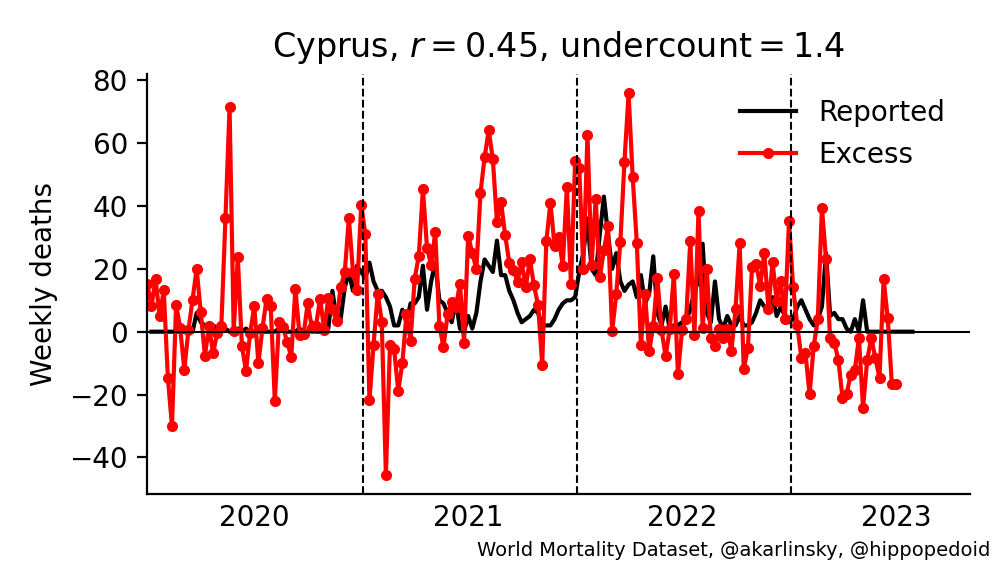 Cyprus, r = 0.45, undercount = 1.4
Weekly deaths
80
60
40
20
0
−20
−40
Reported
Excess
2020 2021 2022 2023
World Mortality Dataset, @akarlinsky, @hippopedoid